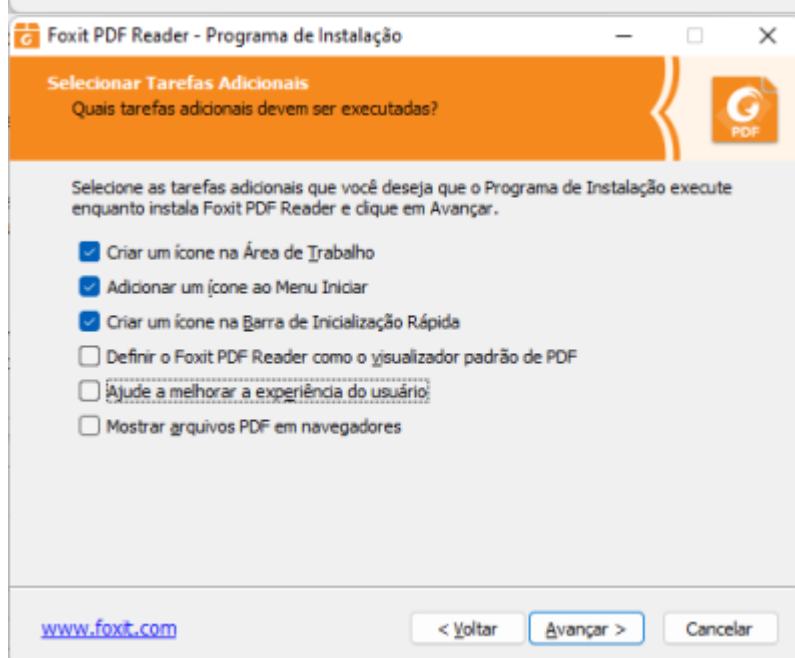 Foxit PDF Reader - Programa de Instalação
Selecionar Tarefas Adicionais
Quais tarefas adicionais devem ser executadas?
PDF
Selecione as tarefas adicionais que você deseja que o Programa de Instalação execute
enquanto instala Foxit PDF Reader e clique em Avançar.
Criar um ícone na Área de Trabalho
Adicionar um ícone ao Menu Iniciar
Criar um ícone na Barra de Inicialização Rápida
Definir o Foxit PDF Reader como o visualizador padrão de PDF
Ajude a melhorar a experiência do usuário
Mostrar arquivos PDF em navegadores
www.foxit.com
< Voltar
Avançar >
Cancelar